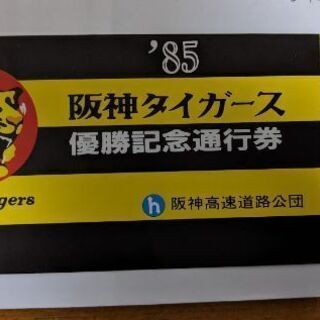 '85
阪神タイガース
優勝記念通行券
gers
h 阪神高速道路公団